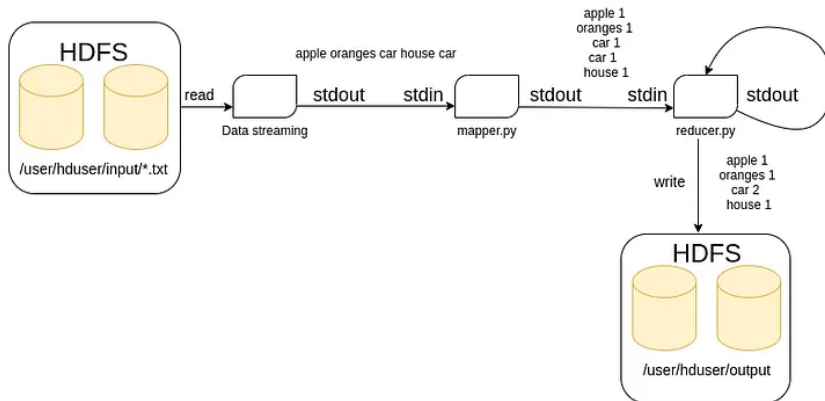 HDFS
/user/hduser/input/*.txt
read
Data streaming
stdout
apple oranges car house car
stdin
mapper.py
stdout
apple 1
oranges 1
car 1
car 1
house 1
stdin
reducer.py
stdout
write
apple 1
oranges 1
car 2
house 1
HDFS
/user/hduser/output